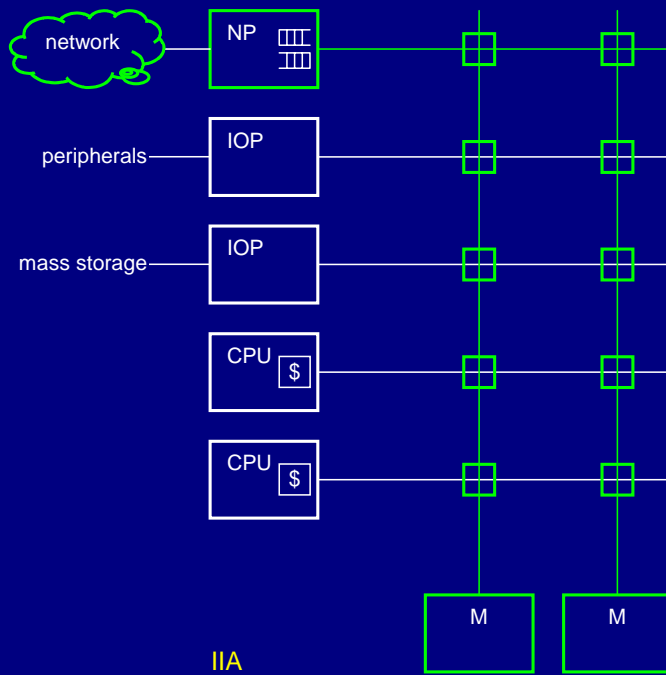 network
NP
peripherals
IOP
mass storage
IOP
CPU
$
CPU
$
M
M
IIA